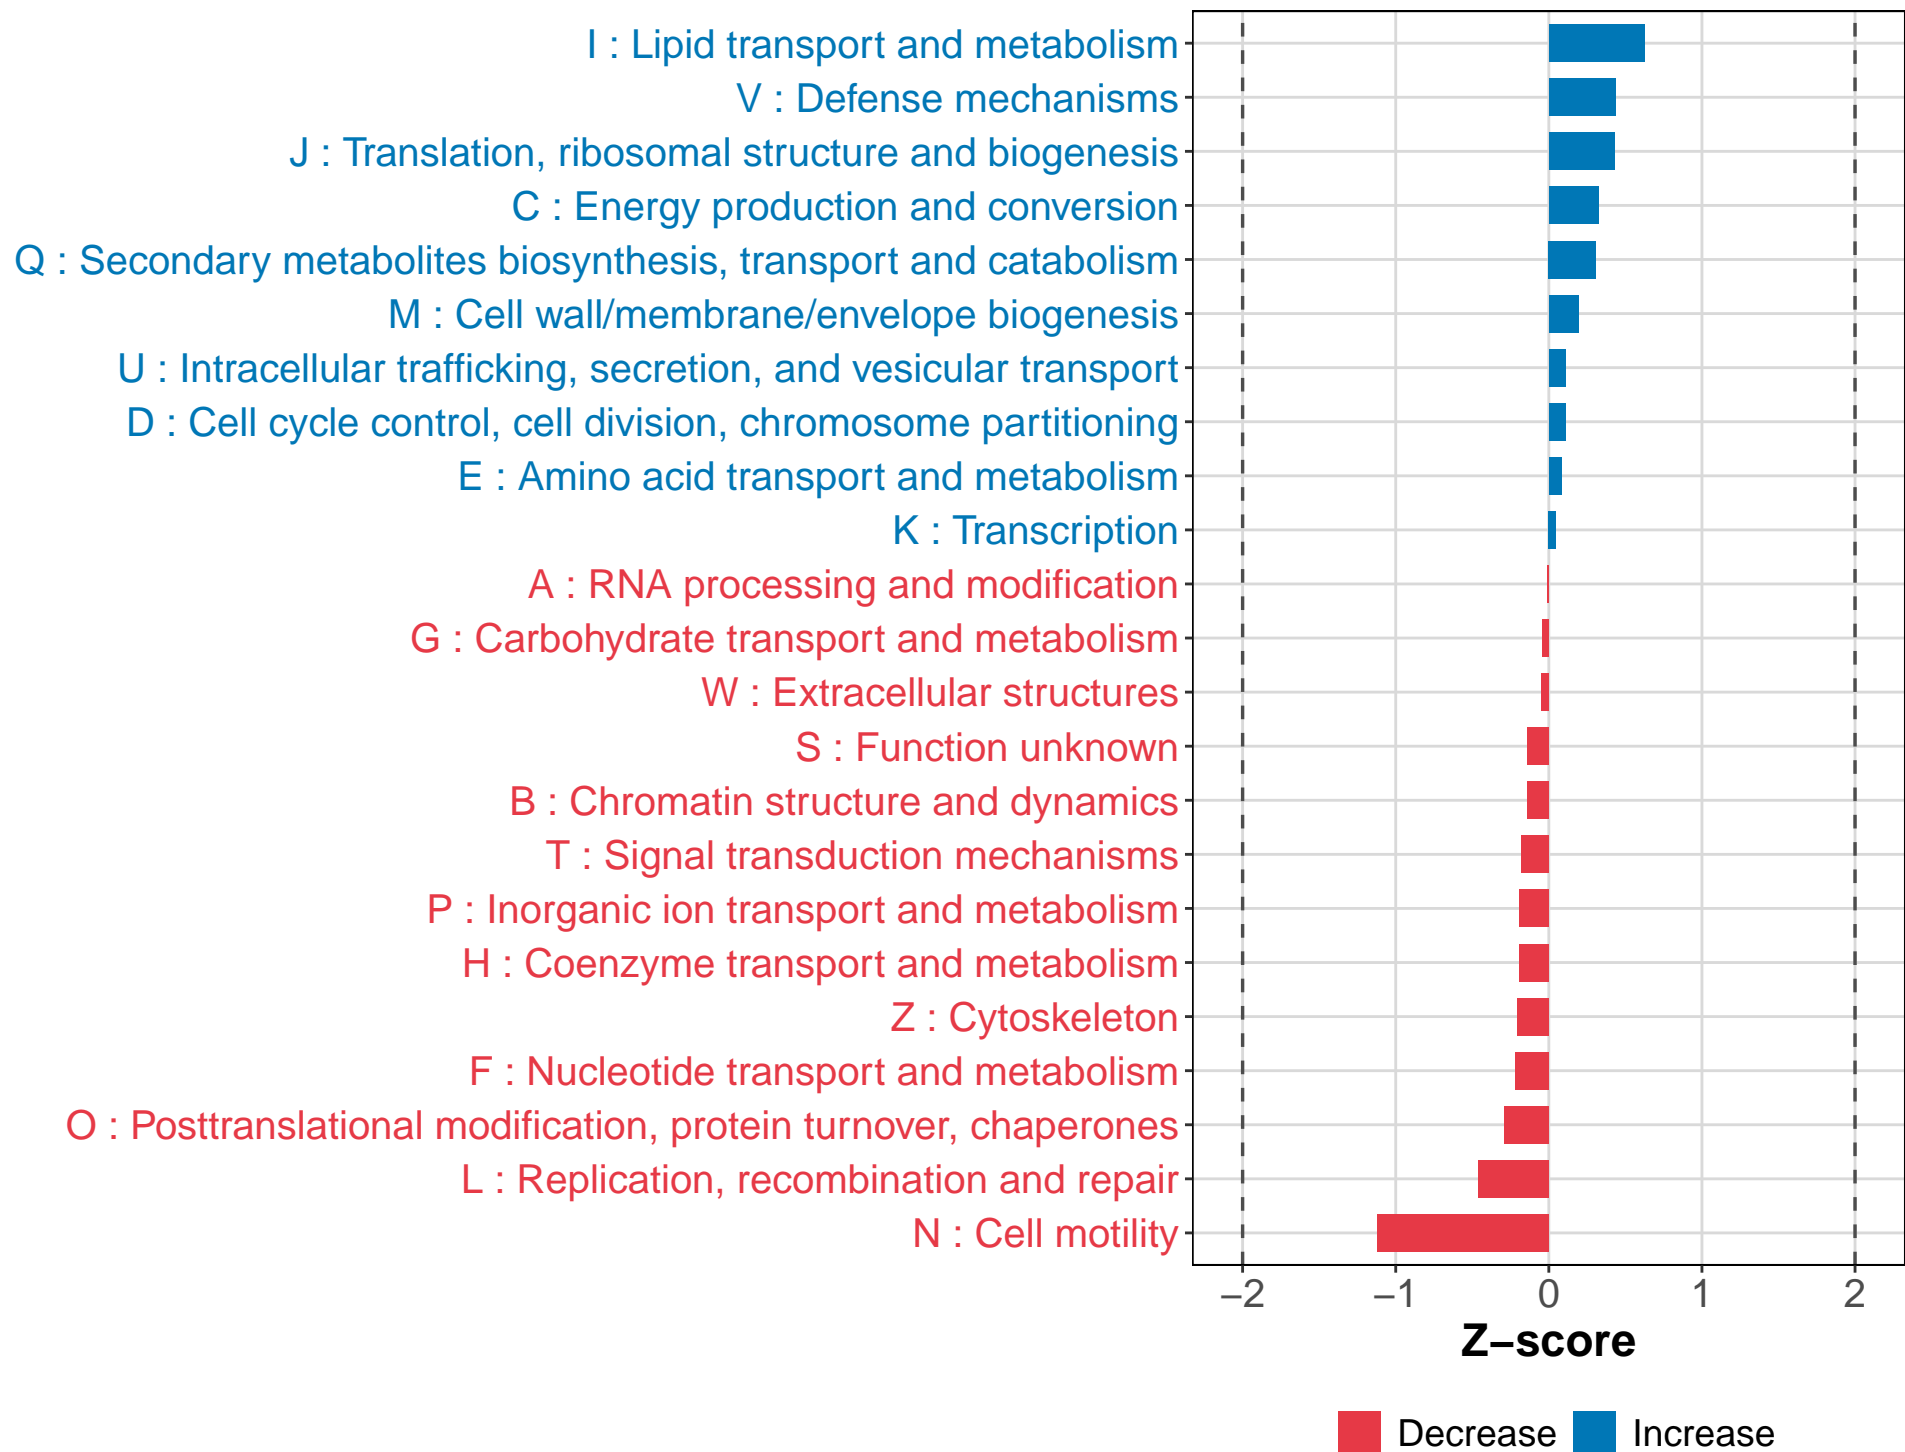 I : Lipid transport and metabolism
V : Defense mechanisms
J : Translation, ribosomal structure and biogenesis
C : Energy production and conversion
Q : Secondary metabolites biosynthesis, transport and catabolism
M : Cell wall/membrane/envelope biogenesis
U : Intracellular trafficking, secretion, and vesicular transport
D : Cell cycle control, cell division, chromosome partitioning
E : Amino acid transport and metabolism
K : Transcription
A : RNA processing and modification
G : Carbohydrate transport and metabolism
W : Extracellular structures
S : Function unknown
B : Chromatin structure and dynamics
T : Signal transduction mechanisms
P : Inorganic ion transport and metabolism
H : Coenzyme transport and metabolism
Z : Cytoskeleton
F : Nucleotide transport and metabolism
O : Posttranslational modification, protein turnover, chaperones
L : Replication, recombination and repair
N : Cell motility
−2 −1 0 1 2
Z−score
Decrease Increase